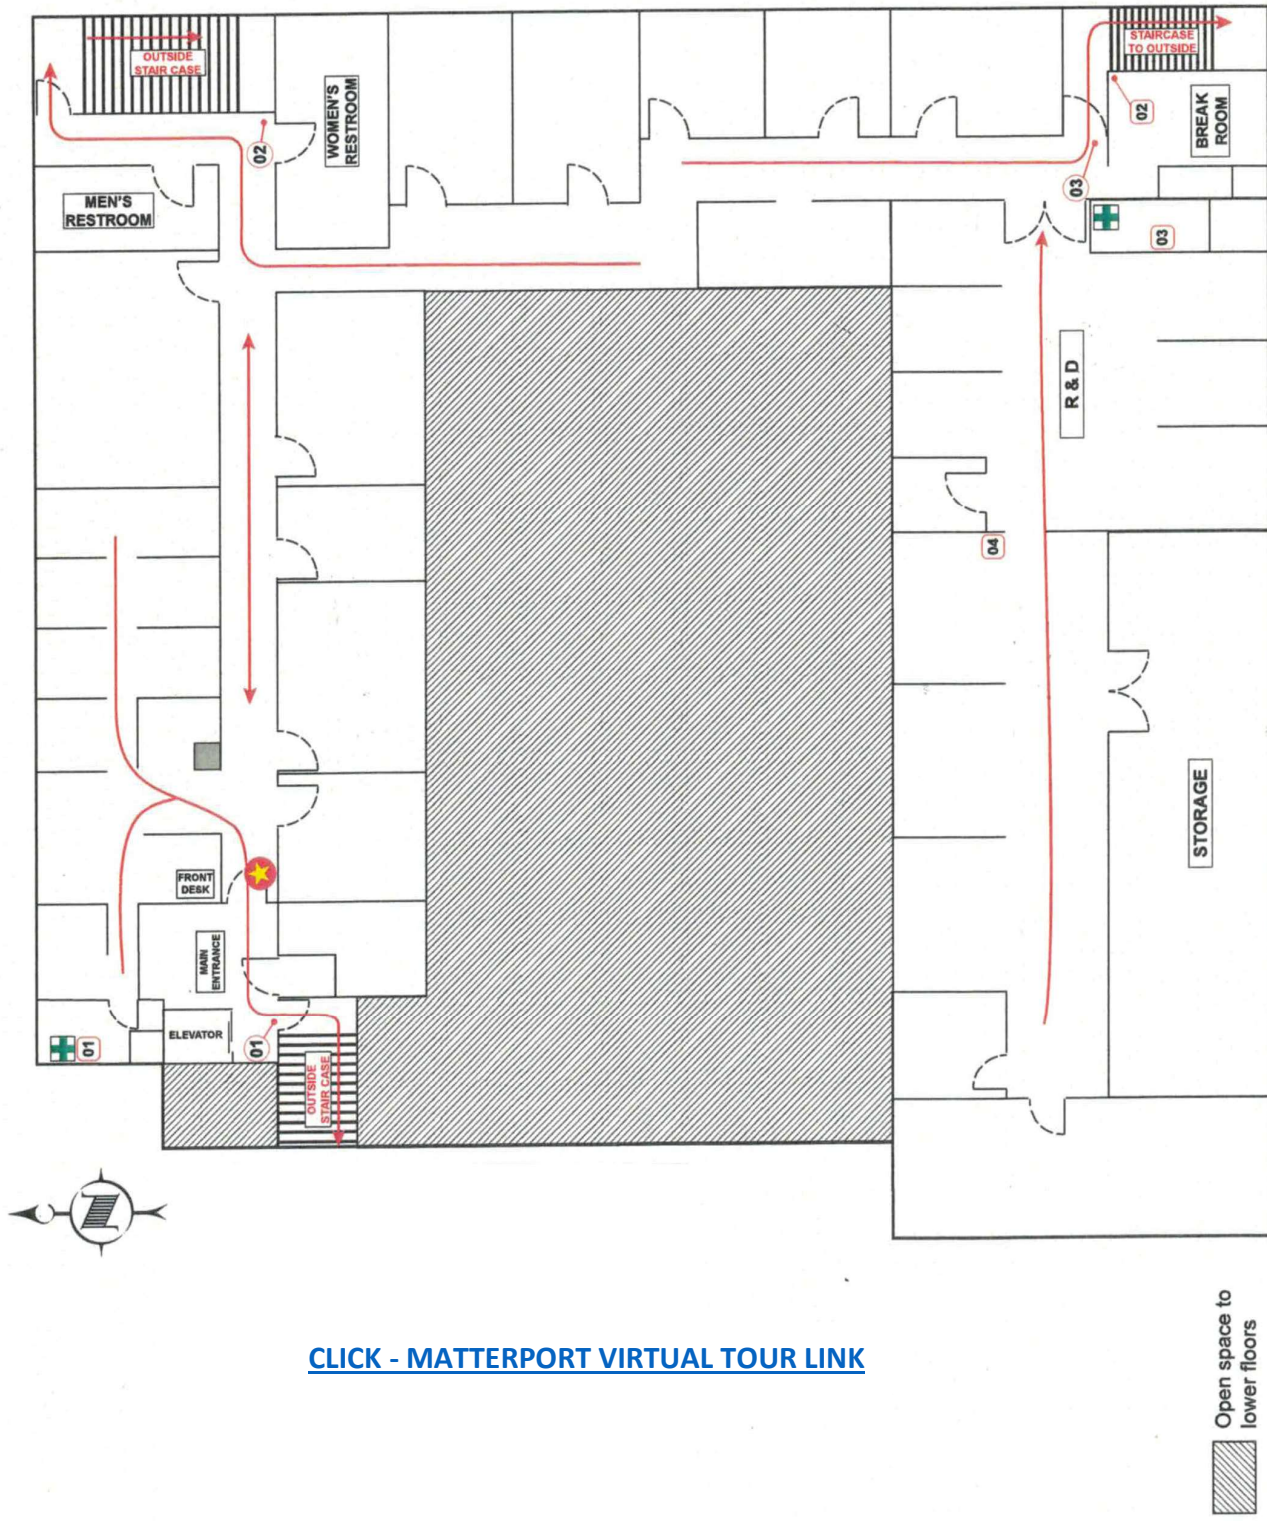 OUTSIDE
STAIR CASE
STAIRCASE
TO OUTSIDE
02
BREAK
ROOM
WOMEN'S
RESTROOM
02
03
MEN'S
RESTROOM
03
R & D
04
STORAGE
FRONT
DESK
MAIN
ENTRANCE
ELEVATOR
01
01
OUTSIDE
STAIR CASE
N
CLICK - MATTERPORT VIRTUAL TOUR LINK
Open space to
lower floors